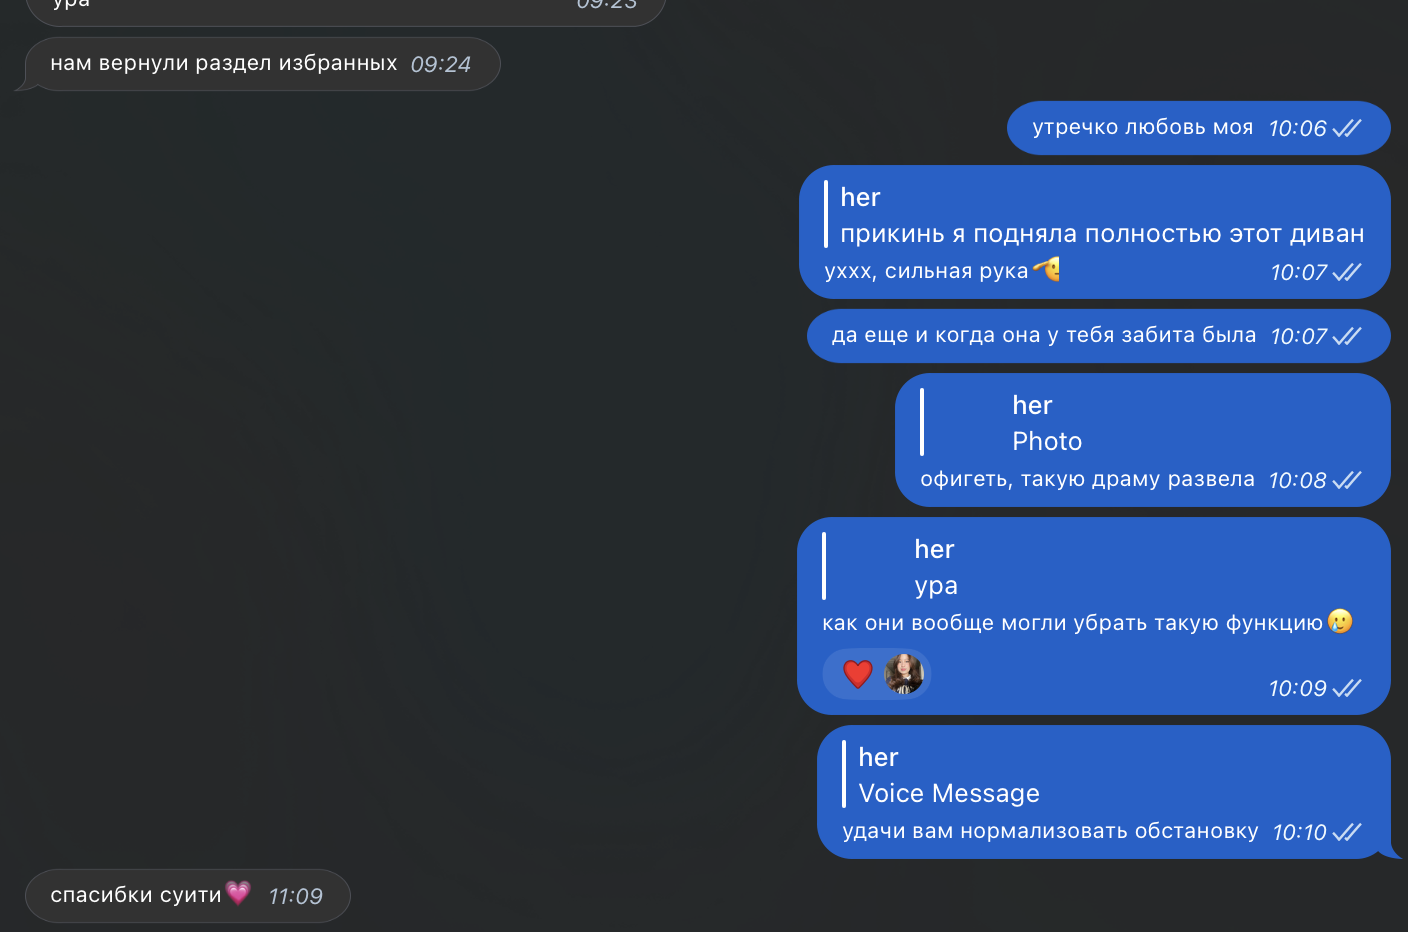 ура 09:23
нам вернули раздел избранных 09:24
утречко любовь моя 10:06
her
прикинь я подняла полностью этот диван
уххх, сильная рука 10:07
да еще и когда она у тебя забита была 10:07
her
Photo
офигеть, такую драму развела 10:08
her
ура
как они вообще могли убрать такую функцию🥲
❤️ 10:09
her
Voice Message
удачи вам нормализовать обстановку 10:10
спасибки суити💗 11:09